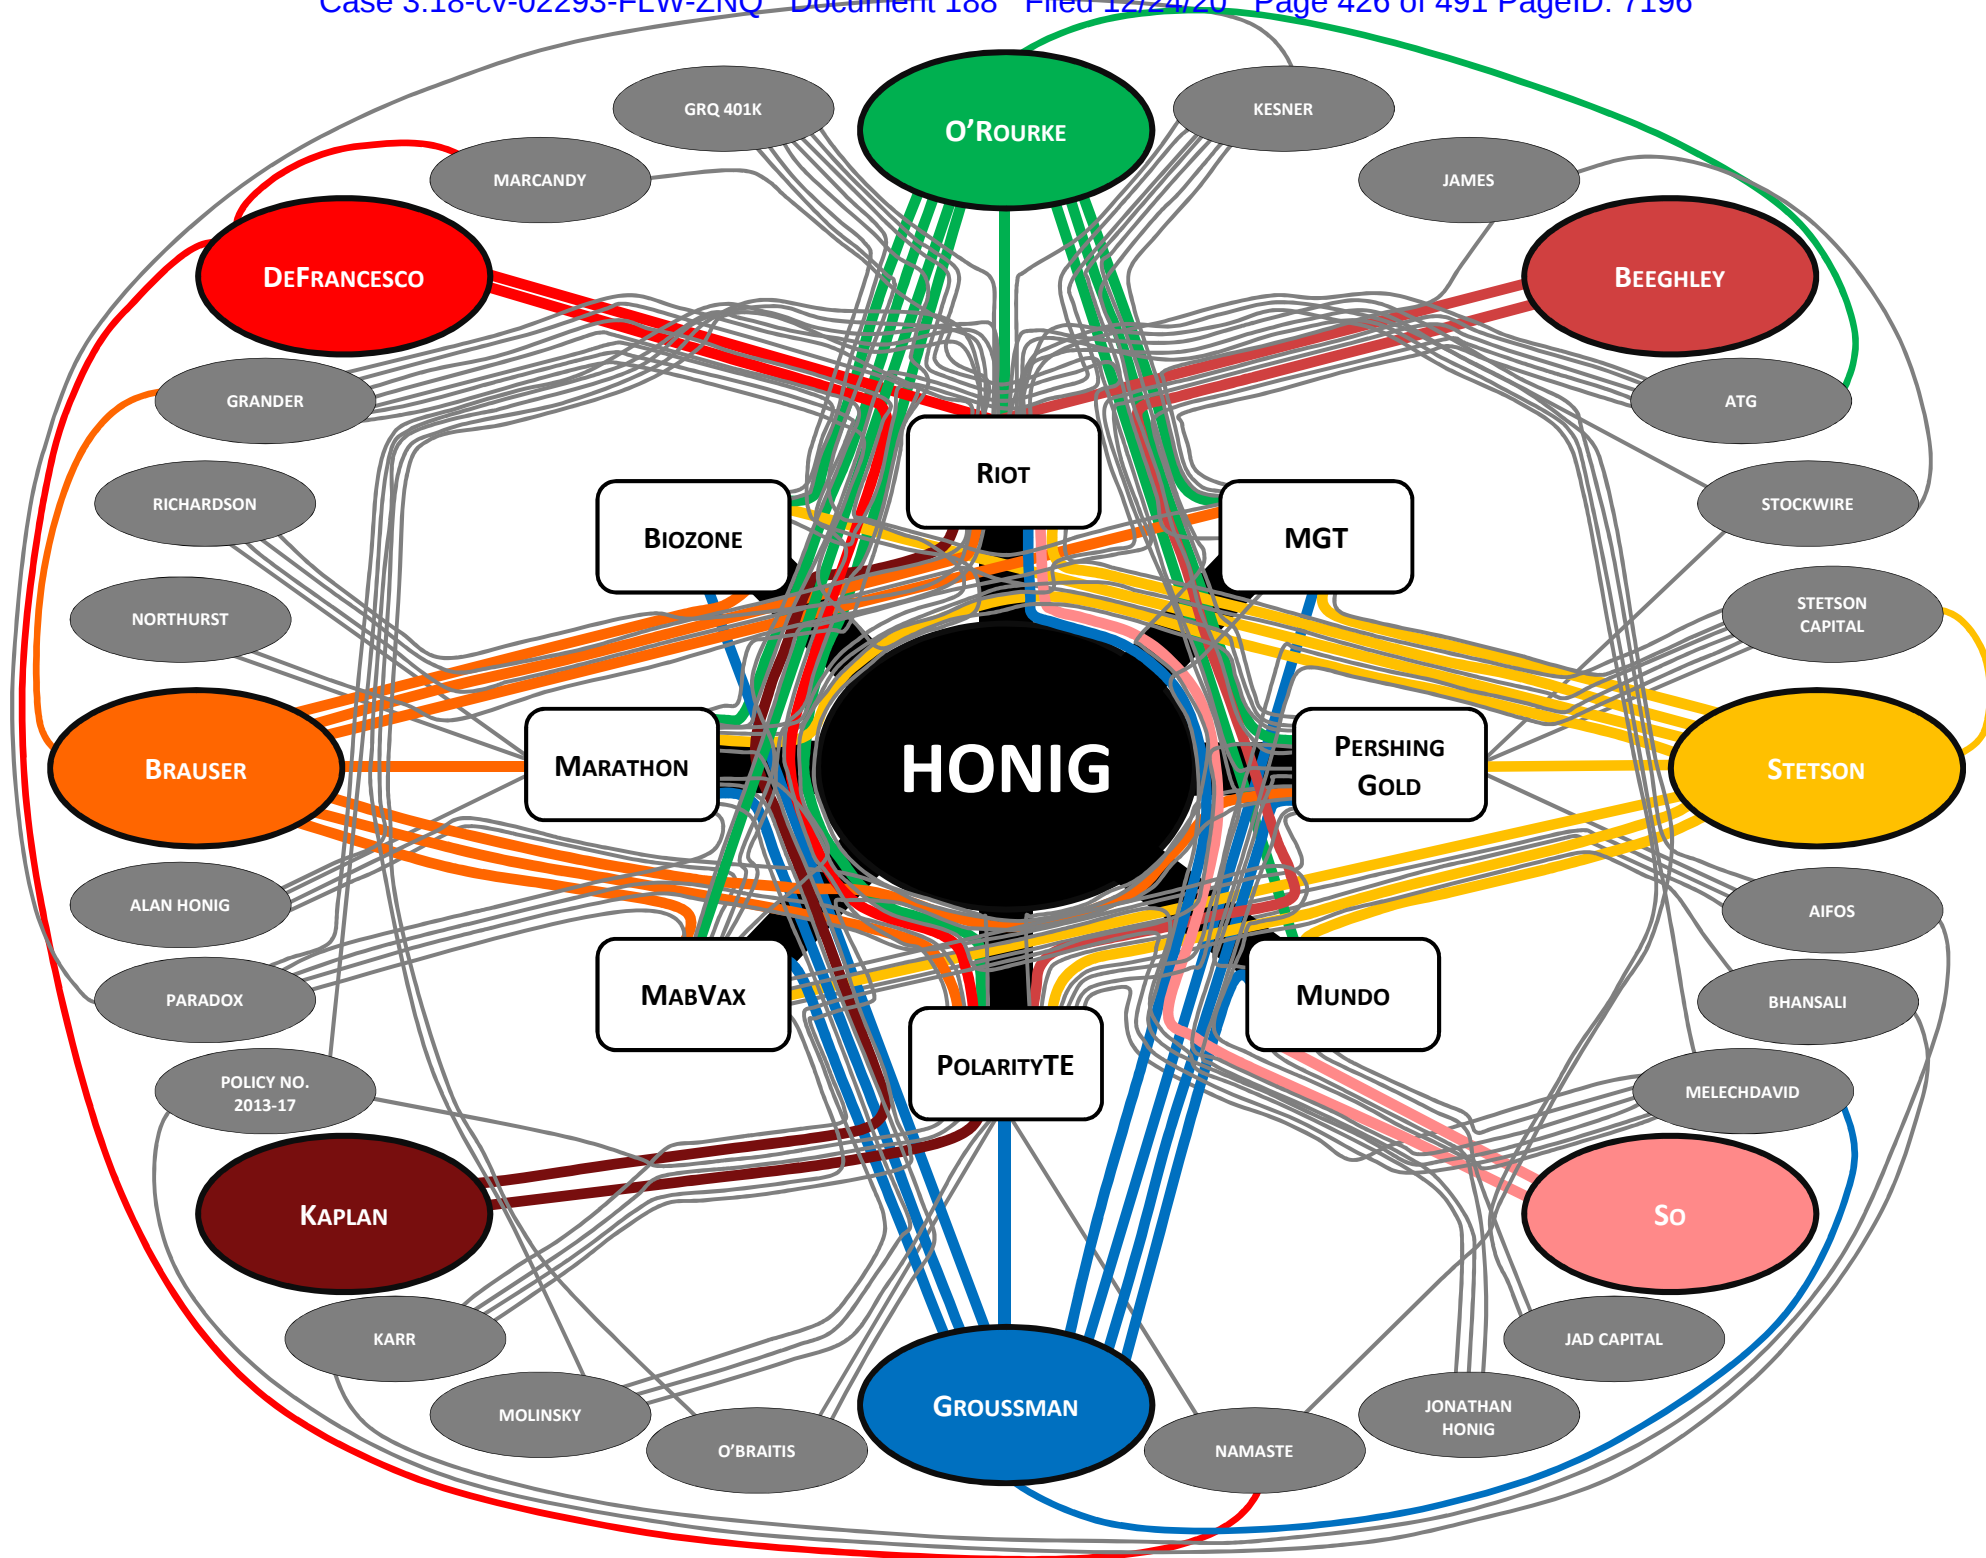 Case 3:18-cv-02293-FLW-ZNQ Document 188 Filed 12/24/20 Page 426 of 491 PageID: 7196
GRQ 401K
O'ROURKE
KESNER
MARCANDY
JAMES
DEFRANCESCO
BEEGHLEY
GRANDER
ATG
RIOT
RICHARDSON
STOCKWIRE
BIOZONE
MGT
NORTHURST
STETSON
CAPITAL
BRAUSER
MARATHON
HONIG
PERSHING
GOLD
STETSON
ALAN HONIG
AIFOS
PARADOX
MABVAX
MUNDO
BHANSALI
POLARITYTE
POLICY NO.
2013-17
MELECHDAVID
KAPLAN
SO
KARR
JAD CAPITAL
MOLINSKY
GROUSSMAN
JONATHAN
HONIG
O'BRAITIS
NAMASTE